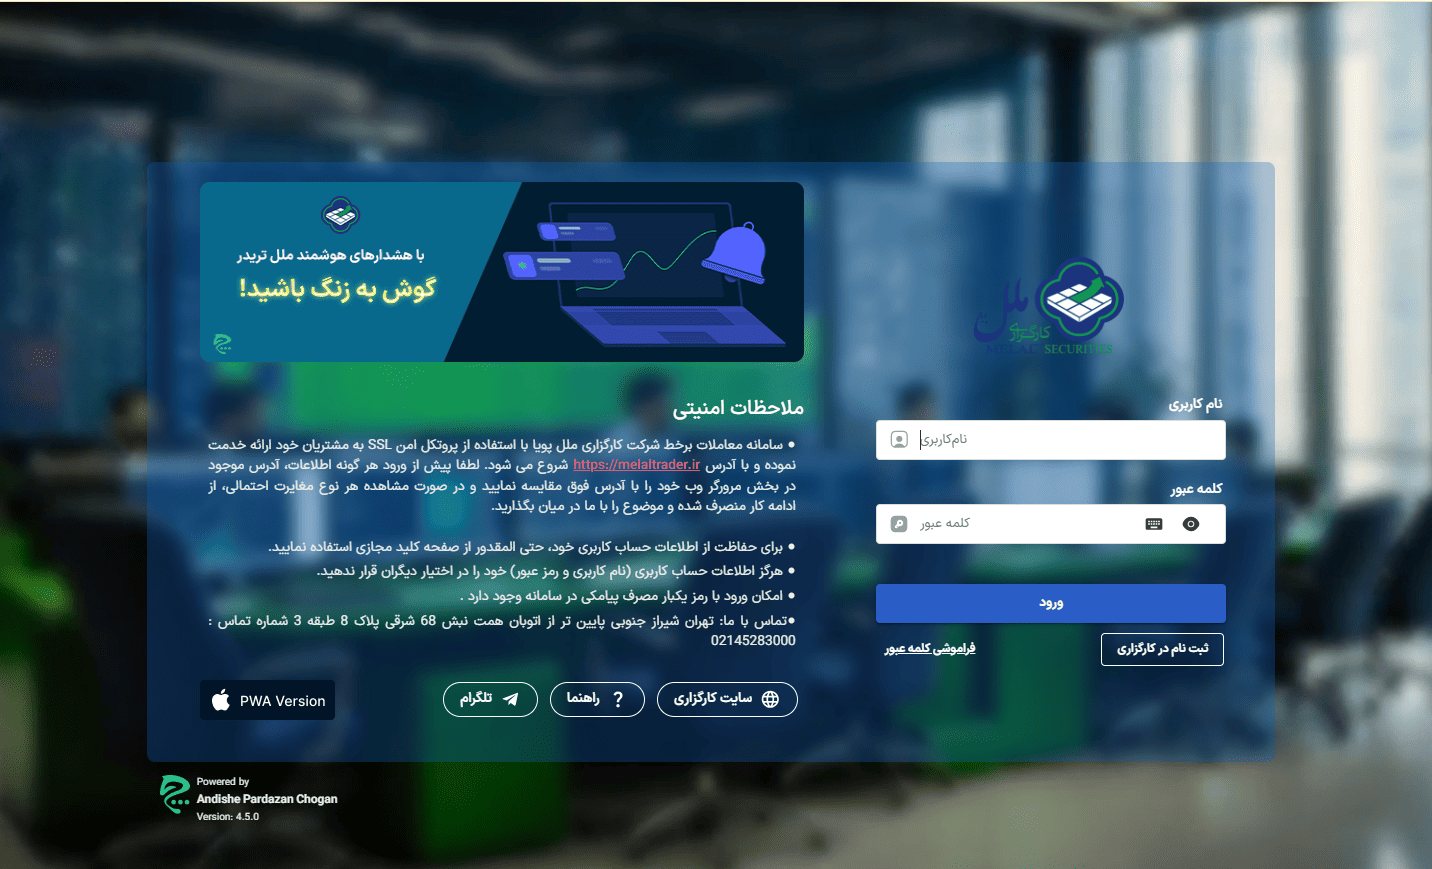 با هشدارهای هوشمند ملل تریدر
گوش به زنگ باشید!
ملل
کارگزاری
MELAL SECURITIES
نام کاربری
نام‌کاربری
کلمه عبور
کلمه عبور
ورود
ثبت نام در کارگزاری
فراموشی کلمه عبور
ملاحظات امنیتی
● سامانه معاملات برخط شرکت کارگزاری ملل پویا با استفاده از پروتکل امن SSL به مشتریان خود ارائه خدمت
نموده و با آدرس https://melaltrader.ir شروع می شود. لطفا پیش از ورود هر گونه اطلاعات، آدرس موجود
در بخش مرورگر وب خود را با آدرس فوق مقایسه نمایید و در صورت مشاهده هر نوع مغایرت احتمالی، از
ادامه کار منصرف شده و موضوع را با ما در میان بگذارید.
● برای حفاظت از اطلاعات حساب کاربری خود، حتی المقدور از صفحه کلید مجازی استفاده نمایید.
● هرگز اطلاعات حساب کاربری (نام کاربری و رمز عبور) خود را در اختیار دیگران قرار ندهید.
● امکان ورود با رمز یکبار مصرف پیامکی در سامانه وجود دارد .
●تماس با ما: تهران شیراز جنوبی پایین تر از اتوبان همت نبش 68 شرقی پلاک 8 طبقه 3 شماره تماس :
02145283000
سایت کارگزاری
راهنما
تلگرام
PWA Version
Powered by
Andishe Pardazan Chogan
Version: 4.5.0